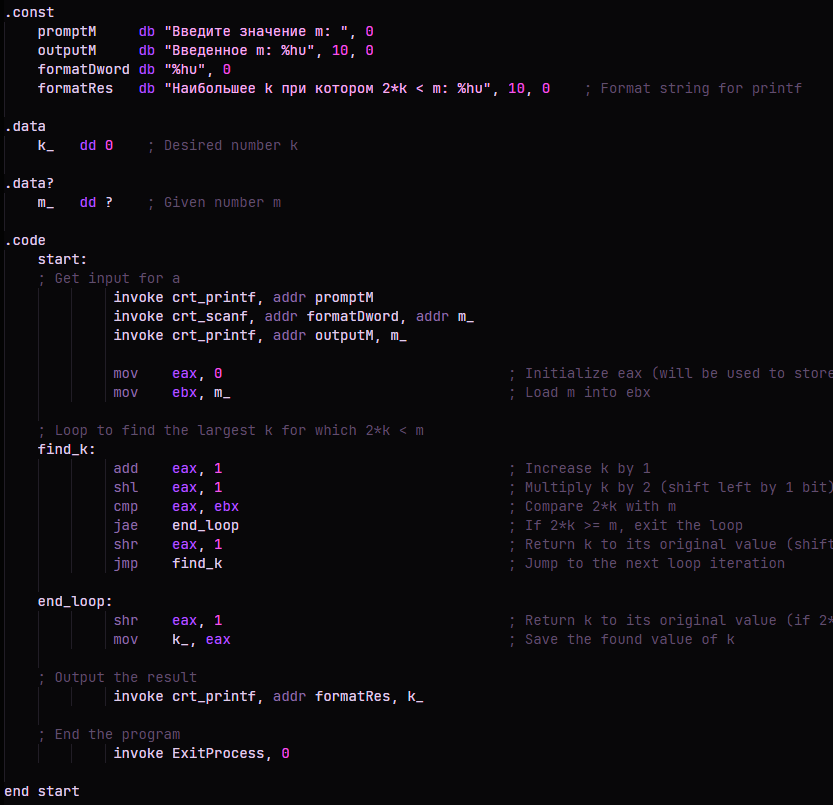 .const
    promptM     db "Введите значение m: ", 0
    outputM     db "Введенное m: %hu", 10, 0
    formatDword db "%hu", 0
    formatRes   db "Наибольшее k при котором 2*k < m: %hu", 10, 0    ; Format string for printf
.data
    k_   dd 0    ; Desired number k
.data?
    m_   dd ?    ; Given number m
.code
    start:
    ; Get input for a
             invoke crt_printf, addr promptM
             invoke crt_scanf, addr formatDword, addr m_
             invoke crt_printf, addr outputM, m_
             mov    eax, 0                                  ; Initialize eax (will be used to store
             mov    ebx, m_                                 ; Load m into ebx
    ; Loop to find the largest k for which 2*k < m
    find_k:
             add    eax, 1                                  ; Increase k by 1
             shl    eax, 1                                  ; Multiply k by 2 (shift left by 1 bit)
             cmp    eax, ebx                                ; Compare 2*k with m
             jae    end_loop                                ; If 2*k >= m, exit the loop
             shr    eax, 1                                  ; Return k to its original value (shift
             jmp    find_k                                  ; Jump to the next loop iteration
    end_loop:
             shr    eax, 1                                  ; Return k to its original value (if 2*
             mov    k_, eax                                 ; Save the found value of k
    ; Output the result
             invoke crt_printf, addr formatRes, k_
    ; End the program
             invoke ExitProcess, 0
end start